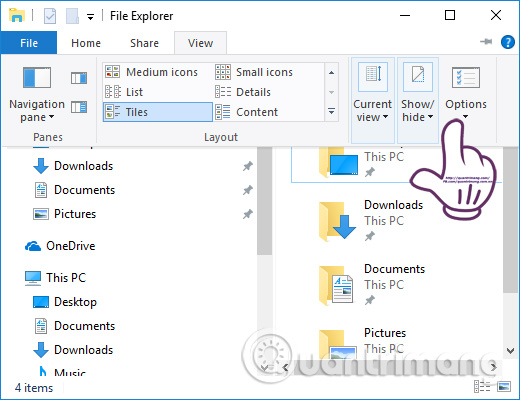 File Explorer
File Home Share View
Navigation pane
Medium icons
Small icons
List
Details
Tiles
Content
Current view
Show/ hide
Options
Panes
Layout
Desktop
Downloads
Documents
Pictures
OneDrive
This PC
Desktop
Documents
Downloads
Music
This PC
Downloads
This PC
Documents
This PC
Pictures
This PC
4 items
Quantrimang